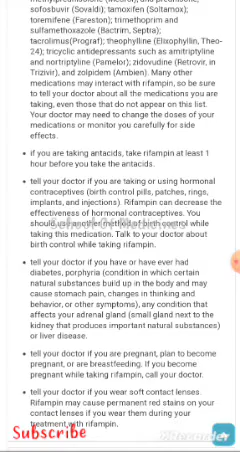 methylprednisolone (Medrol), and prednisone;
sofosbuvir (Sovaldi); tamoxifen (Soltamox);
toremifene (Fareston); trimethoprim and
sulfamethoxazole (Bactrim, Septra);
tacrolimus(Prograf); theophylline (Elixophyllin, Theo-
24); tricyclic antidepressants such as amitriptyline
and nortriptyline (Pamelor); zidovudine (Retrovir, in
Trizivir), and zolpidem (Ambien). Many other
medications may interact with rifampin, so be sure
to tell your doctor about all the medications you are
taking, even those that do not appear on this list.
Your doctor may need to change the doses of your
medications or monitor you carefully for side
effects.
• if you are taking antacids, take rifampin at least 1
hour before you take the antacids.
• tell your doctor if you are taking or using hormonal
contraceptives (birth control pills, patches, rings,
implants, and injections). Rifampin can decrease the
effectiveness of hormonal contraceptives. You
should use another form of birth control while
taking this medication. Talk to your doctor about
birth control while taking rifampin.
• tell your doctor if you have or have ever had
diabetes, porphyria (condition in which certain
natural substances build up in the body and may
cause stomach pain, changes in thinking and
behavior, or other symptoms), any condition that
affects your adrenal gland (small gland next to the
kidney that produces important natural substances)
or liver disease.
• tell your doctor if you are pregnant, plan to become
pregnant, or are breastfeeding. If you become
pregnant while taking rifampin, call your doctor.
• tell your doctor if you wear soft contact lenses.
Rifampin may cause permanent red stains on your
contact lenses if you wear them during your
treatment with rifampin.
Subscribe